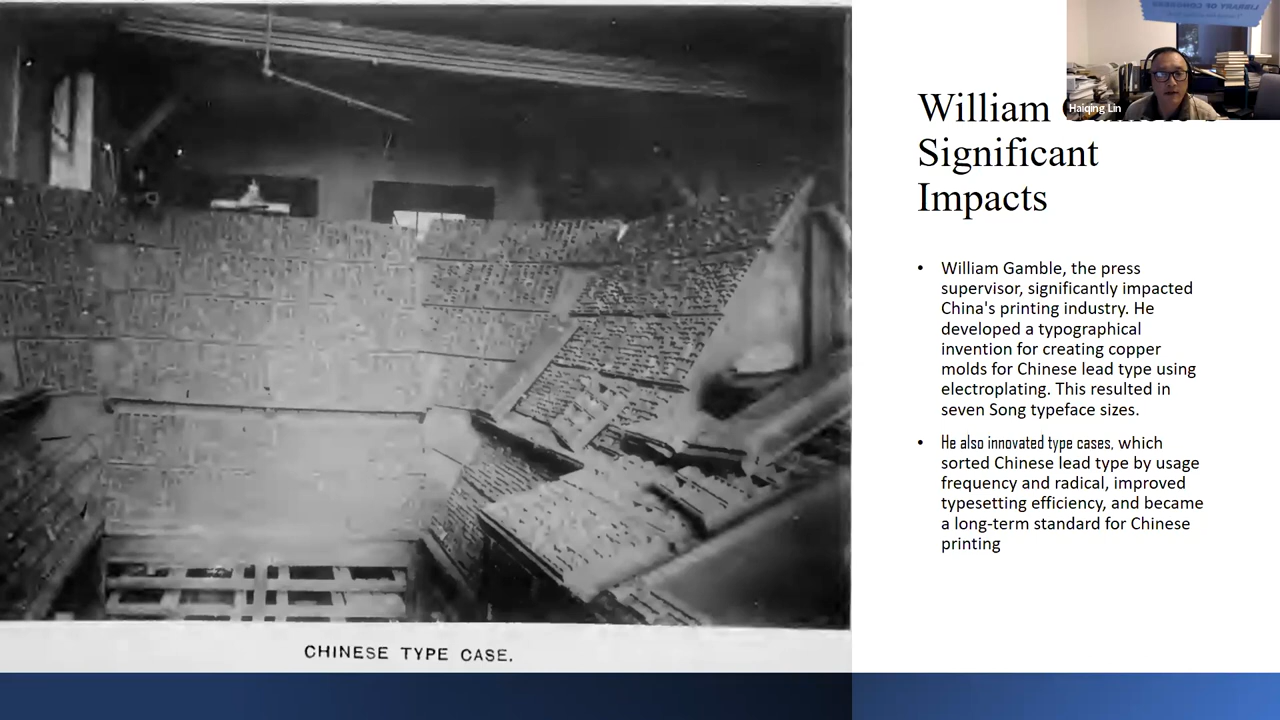 LIBRARY OF CONGRESS
Haiqing Lin
William
Significant
Impacts
• William Gamble, the press
supervisor, significantly impacted
China's printing industry. He
developed a typographical
invention for creating copper
molds for Chinese lead type using
electroplating. This resulted in
seven Song typeface sizes.
• He also innovated type cases, which
sorted Chinese lead type by usage
frequency and radical, improved
typesetting efficiency, and became
a long-term standard for Chinese
printing
CHINESE TYPE CASE.